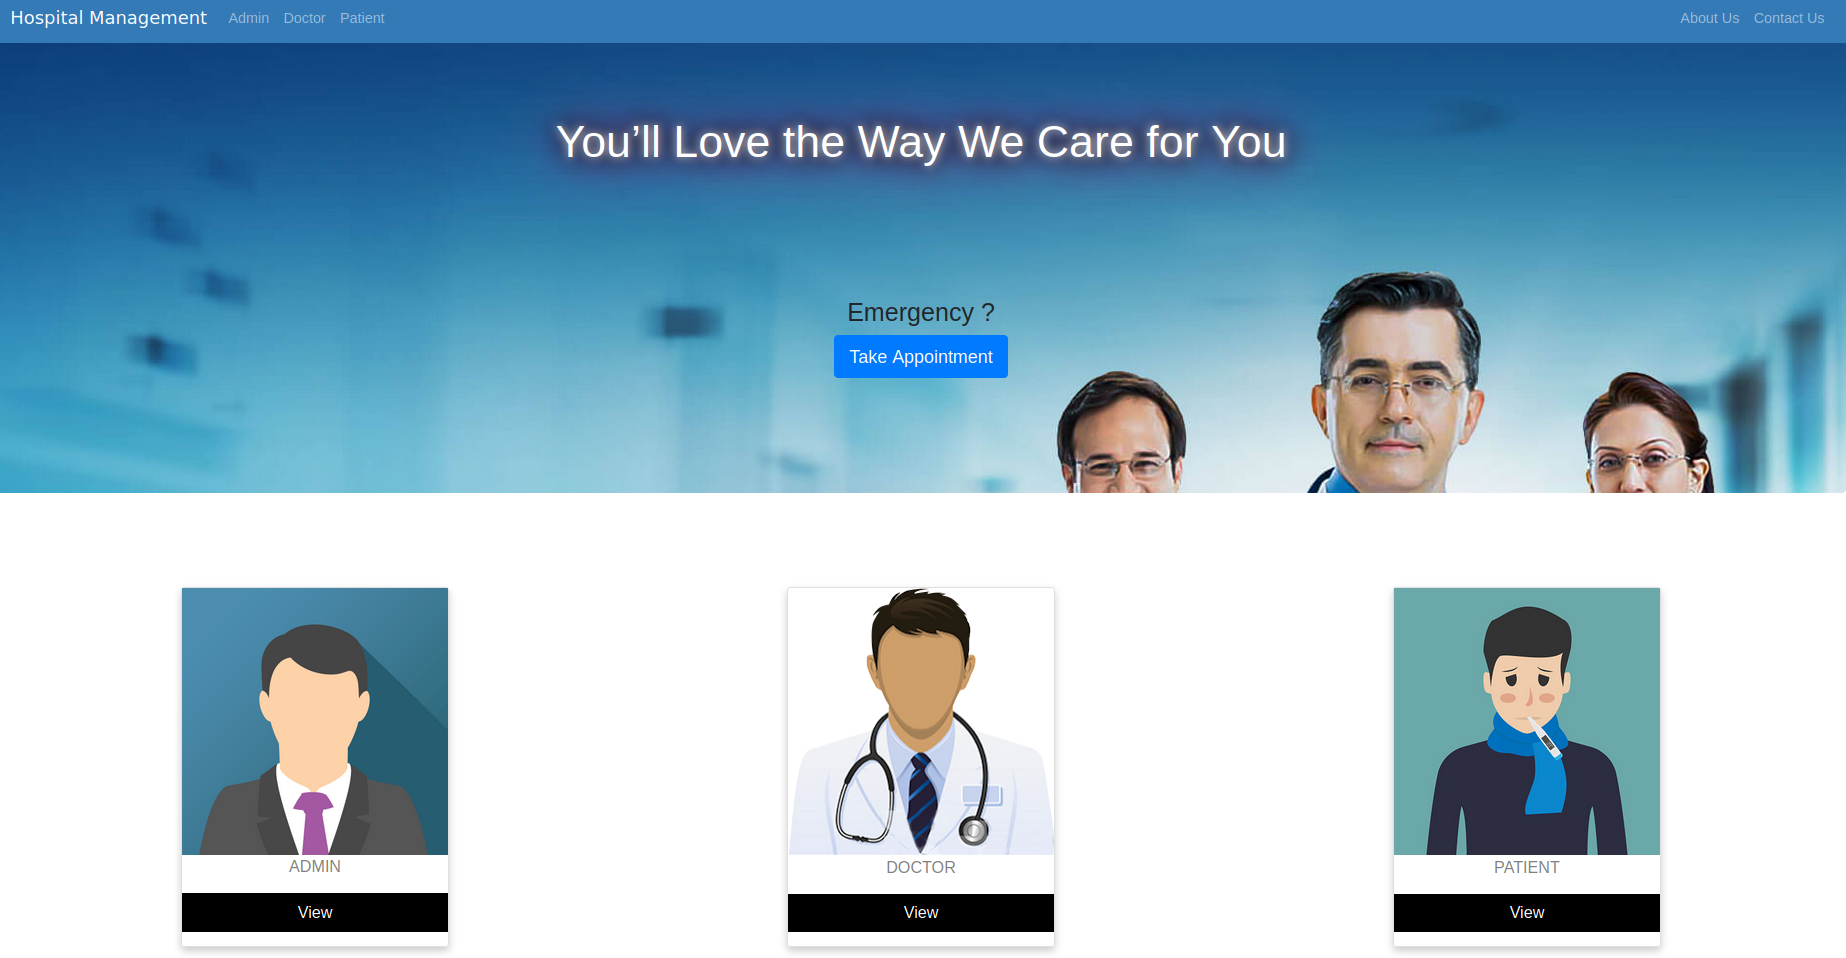 Hospital Management Admin Doctor Patient About Us Contact Us
You’ll Love the Way We Care for You
Emergency ?
Take Appointment
ADMIN
View
DOCTOR
View
PATIENT
View